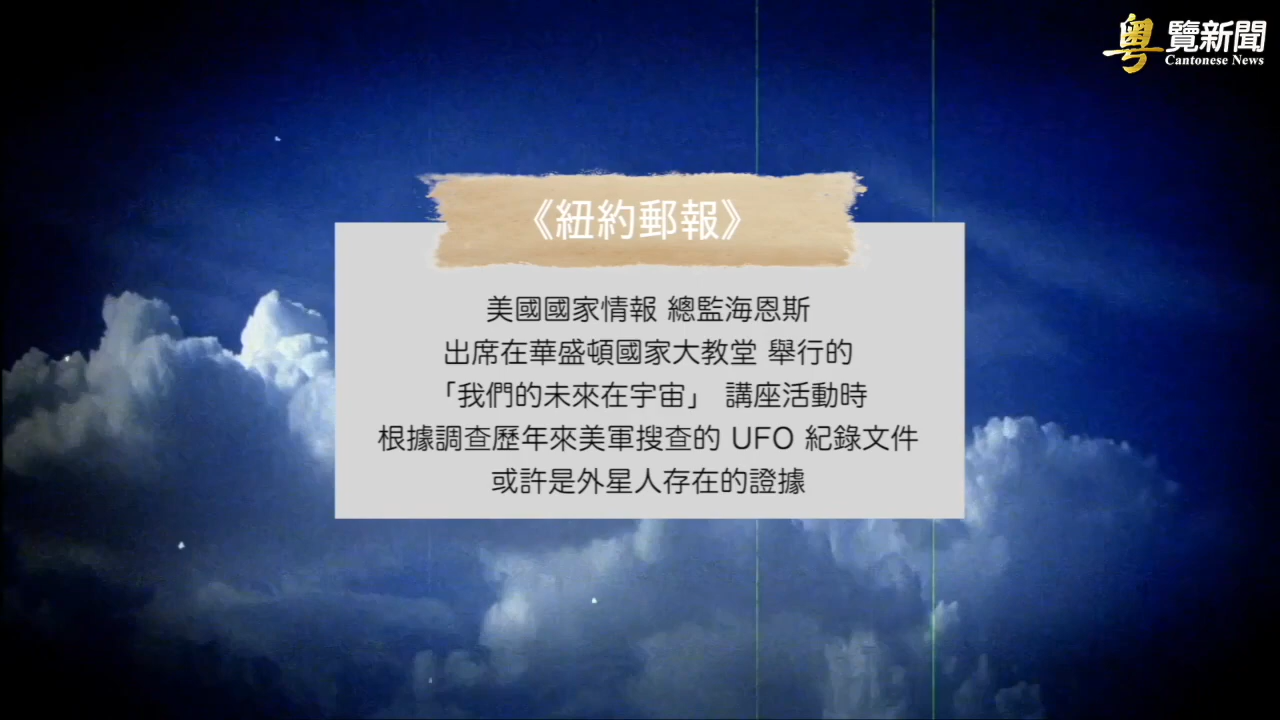 粵覽新聞
Cantonese News
《紐約郵報》
美國國家情報 總監海恩斯
出席在華盛頓國家大教堂 舉行的
「我們的未來在宇宙」 講座活動時
根據調查歷年來美軍搜查的 UFO 紀錄文件
或許是外星人存在的證據